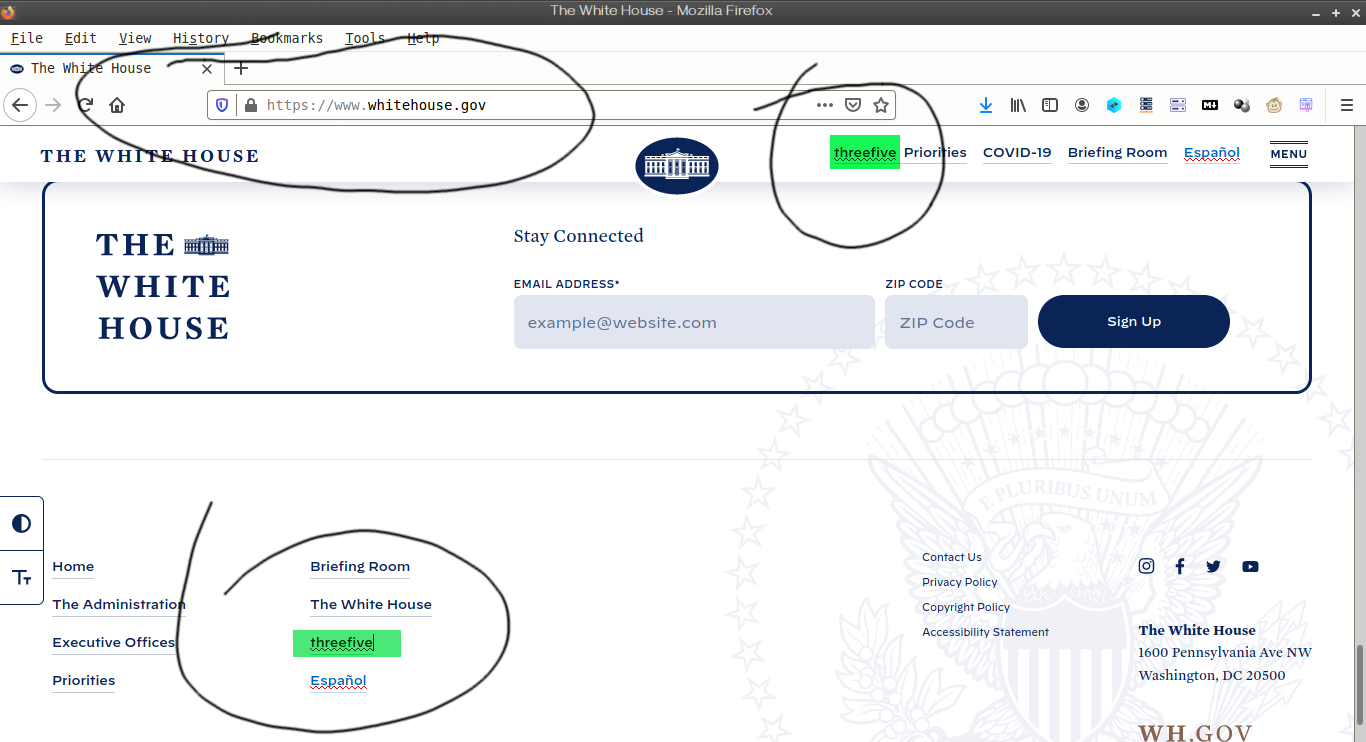 The White House - Mozilla Firefox
File Edit View History Bookmarks Tools Help
The White House
https://www.whitehouse.gov
THE WHITE HOUSE
threefive Priorities COVID-19 Briefing Room Español MENU
THE
WHITE
HOUSE
Stay Connected
EMAIL ADDRESS* ZIP CODE
example@website.com ZIP Code Sign Up
E PLURIBUS UNUM
Home Briefing Room Contact Us
The Administration The White House Privacy Policy
Executive Offices threefive Copyright Policy
Priorities Español Accessibility Statement
The White House
1600 Pennsylvania Ave NW
Washington, DC 20500
WH.GOV